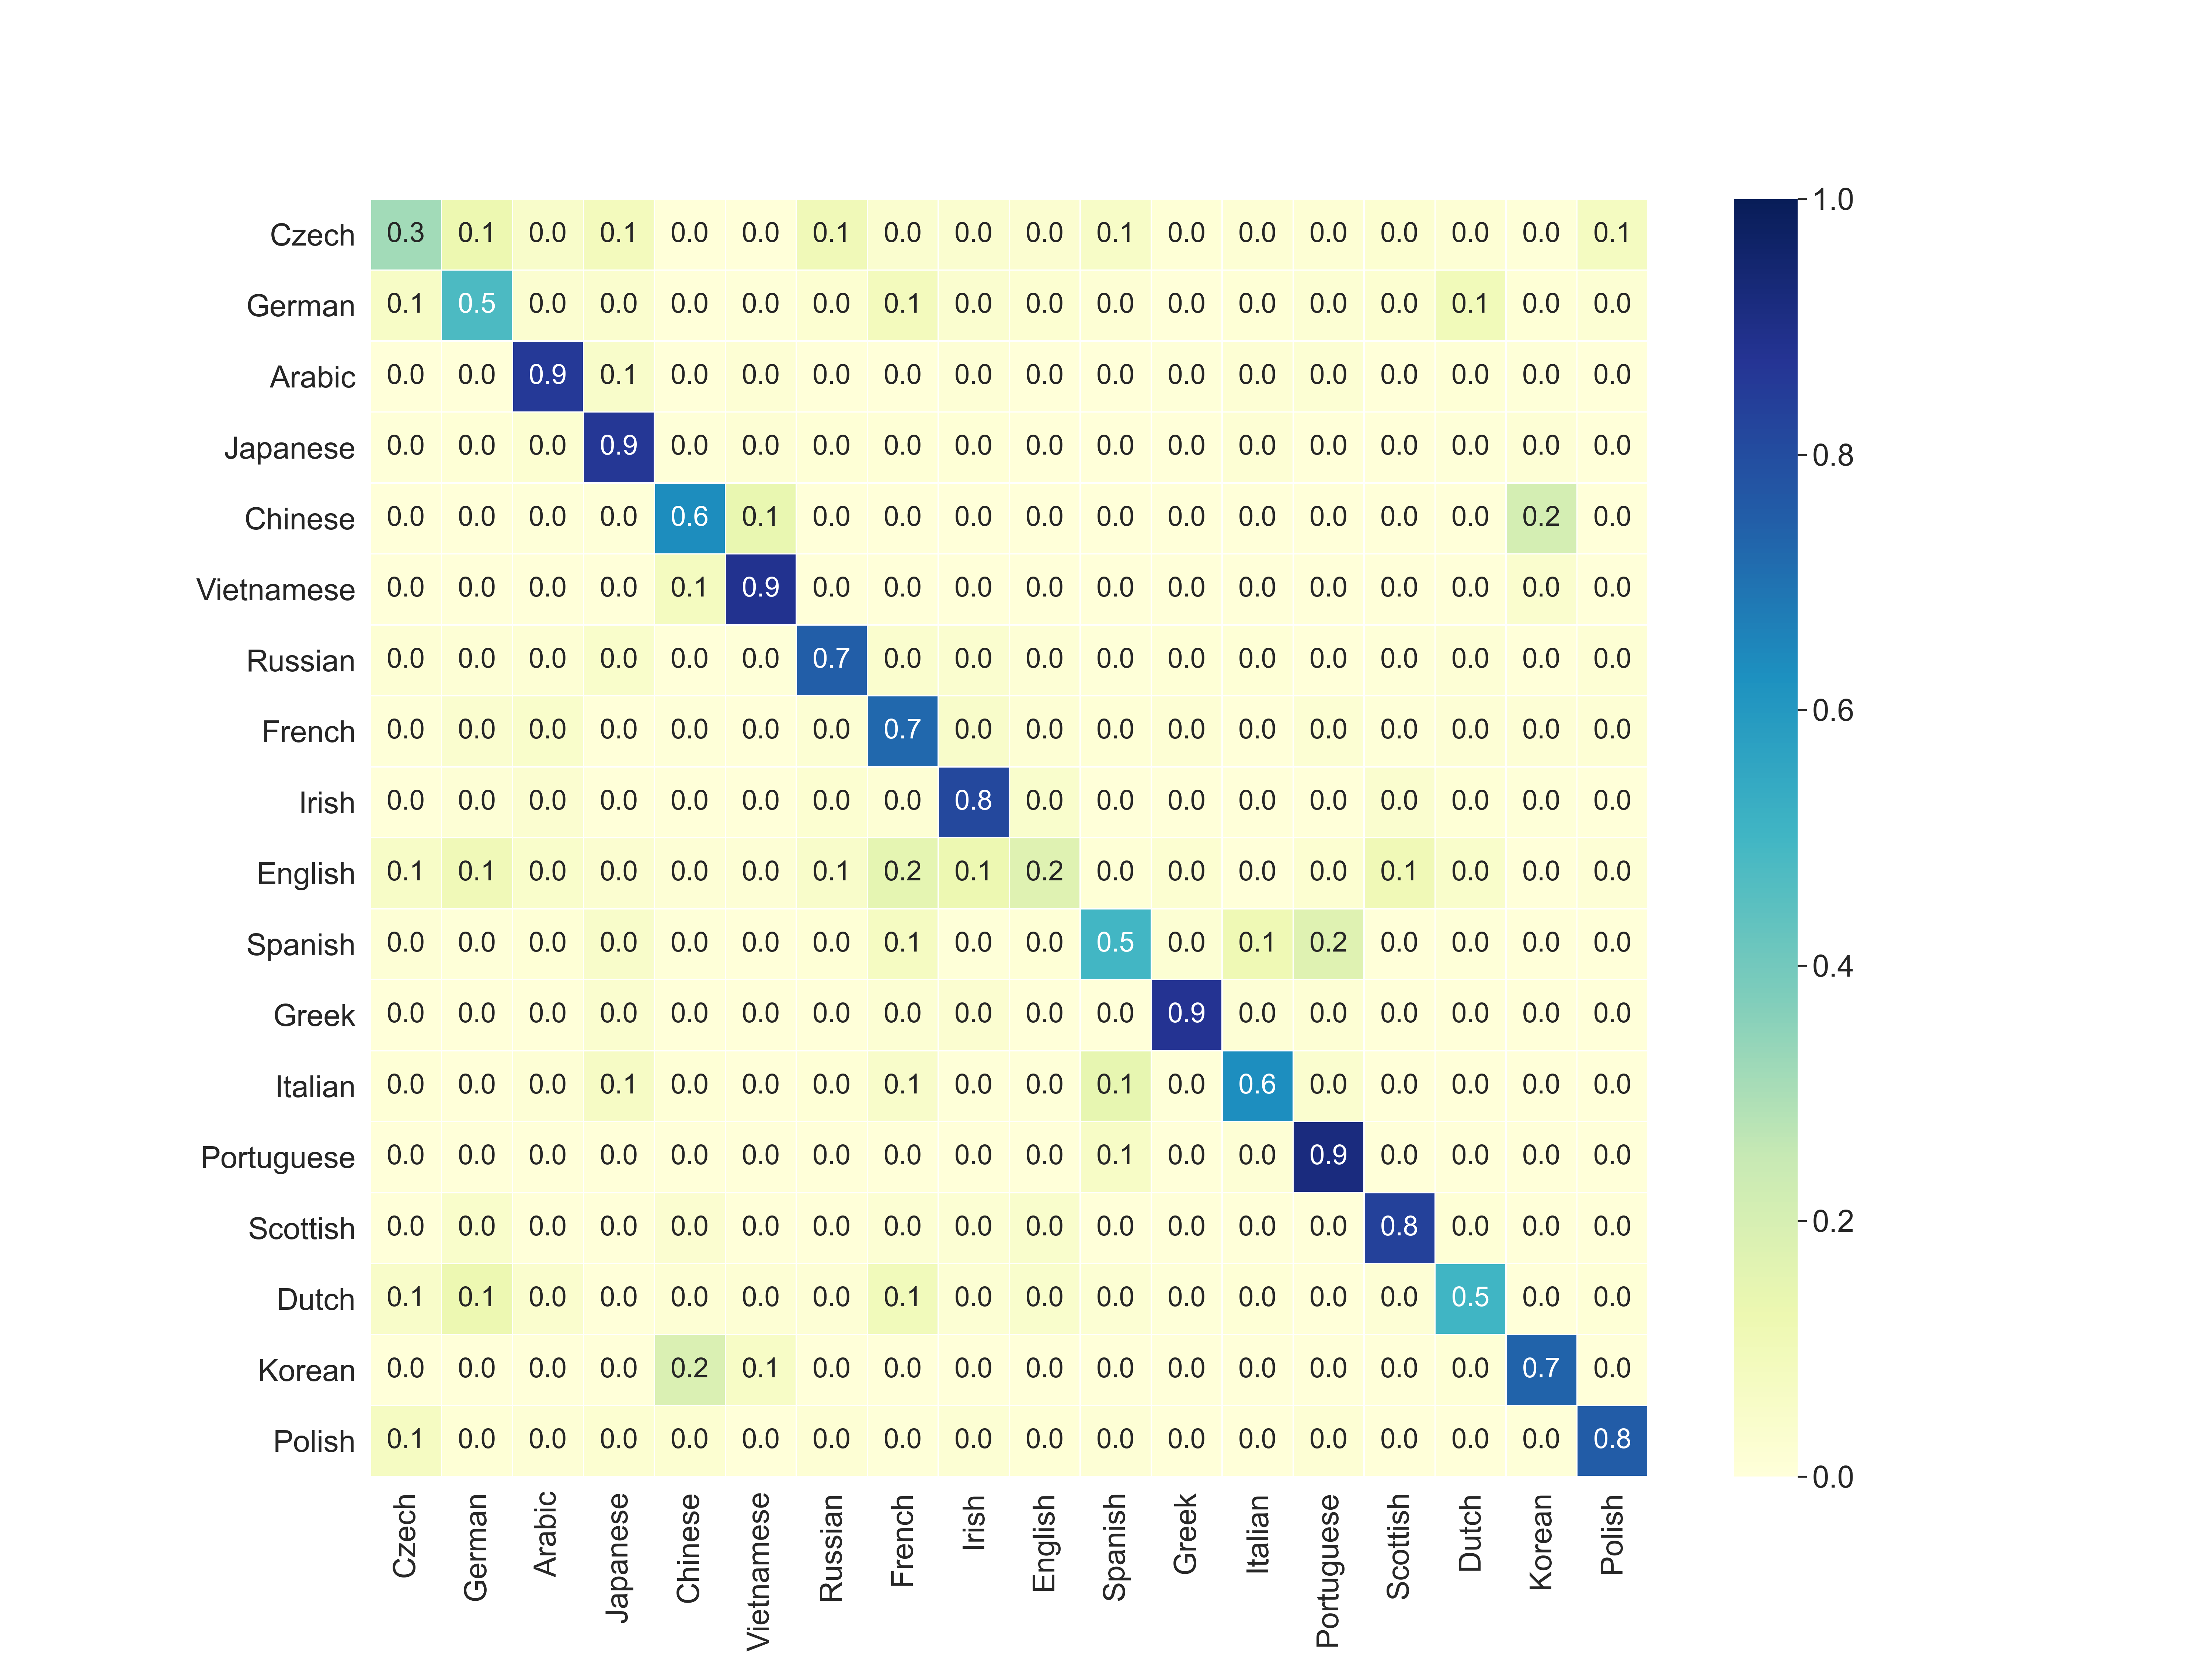 Czech 0.3 0.1 0.0 0.1 0.0 0.0 0.1 0.0 0.0 0.0 0.1 0.0 0.0 0.0 0.0 0.0 0.0 0.1
German 0.1 0.5 0.0 0.0 0.0 0.0 0.0 0.1 0.0 0.0 0.0 0.0 0.0 0.0 0.0 0.1 0.0 0.0
Arabic 0.0 0.0 0.9 0.1 0.0 0.0 0.0 0.0 0.0 0.0 0.0 0.0 0.0 0.0 0.0 0.0 0.0 0.0
Japanese 0.0 0.0 0.0 0.9 0.0 0.0 0.0 0.0 0.0 0.0 0.0 0.0 0.0 0.0 0.0 0.0 0.0 0.0
Chinese 0.0 0.0 0.0 0.0 0.6 0.1 0.0 0.0 0.0 0.0 0.0 0.0 0.0 0.0 0.0 0.0 0.2 0.0
Vietnamese 0.0 0.0 0.0 0.0 0.1 0.9 0.0 0.0 0.0 0.0 0.0 0.0 0.0 0.0 0.0 0.0 0.0 0.0
Russian 0.0 0.0 0.0 0.0 0.0 0.0 0.7 0.0 0.0 0.0 0.0 0.0 0.0 0.0 0.0 0.0 0.0 0.0
French 0.0 0.0 0.0 0.0 0.0 0.0 0.0 0.7 0.0 0.0 0.0 0.0 0.0 0.0 0.0 0.0 0.0 0.0
Irish 0.0 0.0 0.0 0.0 0.0 0.0 0.0 0.0 0.8 0.0 0.0 0.0 0.0 0.0 0.0 0.0 0.0 0.0
English 0.1 0.1 0.0 0.0 0.0 0.0 0.1 0.2 0.1 0.2 0.0 0.0 0.0 0.0 0.1 0.0 0.0 0.0
Spanish 0.0 0.0 0.0 0.0 0.0 0.0 0.0 0.1 0.0 0.0 0.5 0.0 0.1 0.2 0.0 0.0 0.0 0.0
Greek 0.0 0.0 0.0 0.0 0.0 0.0 0.0 0.0 0.0 0.0 0.0 0.9 0.0 0.0 0.0 0.0 0.0 0.0
Italian 0.0 0.0 0.0 0.1 0.0 0.0 0.0 0.1 0.0 0.0 0.1 0.0 0.6 0.0 0.0 0.0 0.0 0.0
Portuguese 0.0 0.0 0.0 0.0 0.0 0.0 0.0 0.0 0.0 0.0 0.1 0.0 0.0 0.9 0.0 0.0 0.0 0.0
Scottish 0.0 0.0 0.0 0.0 0.0 0.0 0.0 0.0 0.0 0.0 0.0 0.0 0.0 0.0 0.8 0.0 0.0 0.0
Dutch 0.1 0.1 0.0 0.0 0.0 0.0 0.0 0.1 0.0 0.0 0.0 0.0 0.0 0.0 0.0 0.5 0.0 0.0
Korean 0.0 0.0 0.0 0.0 0.2 0.1 0.0 0.0 0.0 0.0 0.0 0.0 0.0 0.0 0.0 0.0 0.7 0.0
Polish 0.1 0.0 0.0 0.0 0.0 0.0 0.0 0.0 0.0 0.0 0.0 0.0 0.0 0.0 0.0 0.0 0.0 0.8
Czech
German
Arabic
Japanese
Chinese
Vietnamese
Russian
French
Irish
English
Spanish
Greek
Italian
Portuguese
Scottish
Dutch
Korean
Polish
1.0
0.8
0.6
0.4
0.2
0.0